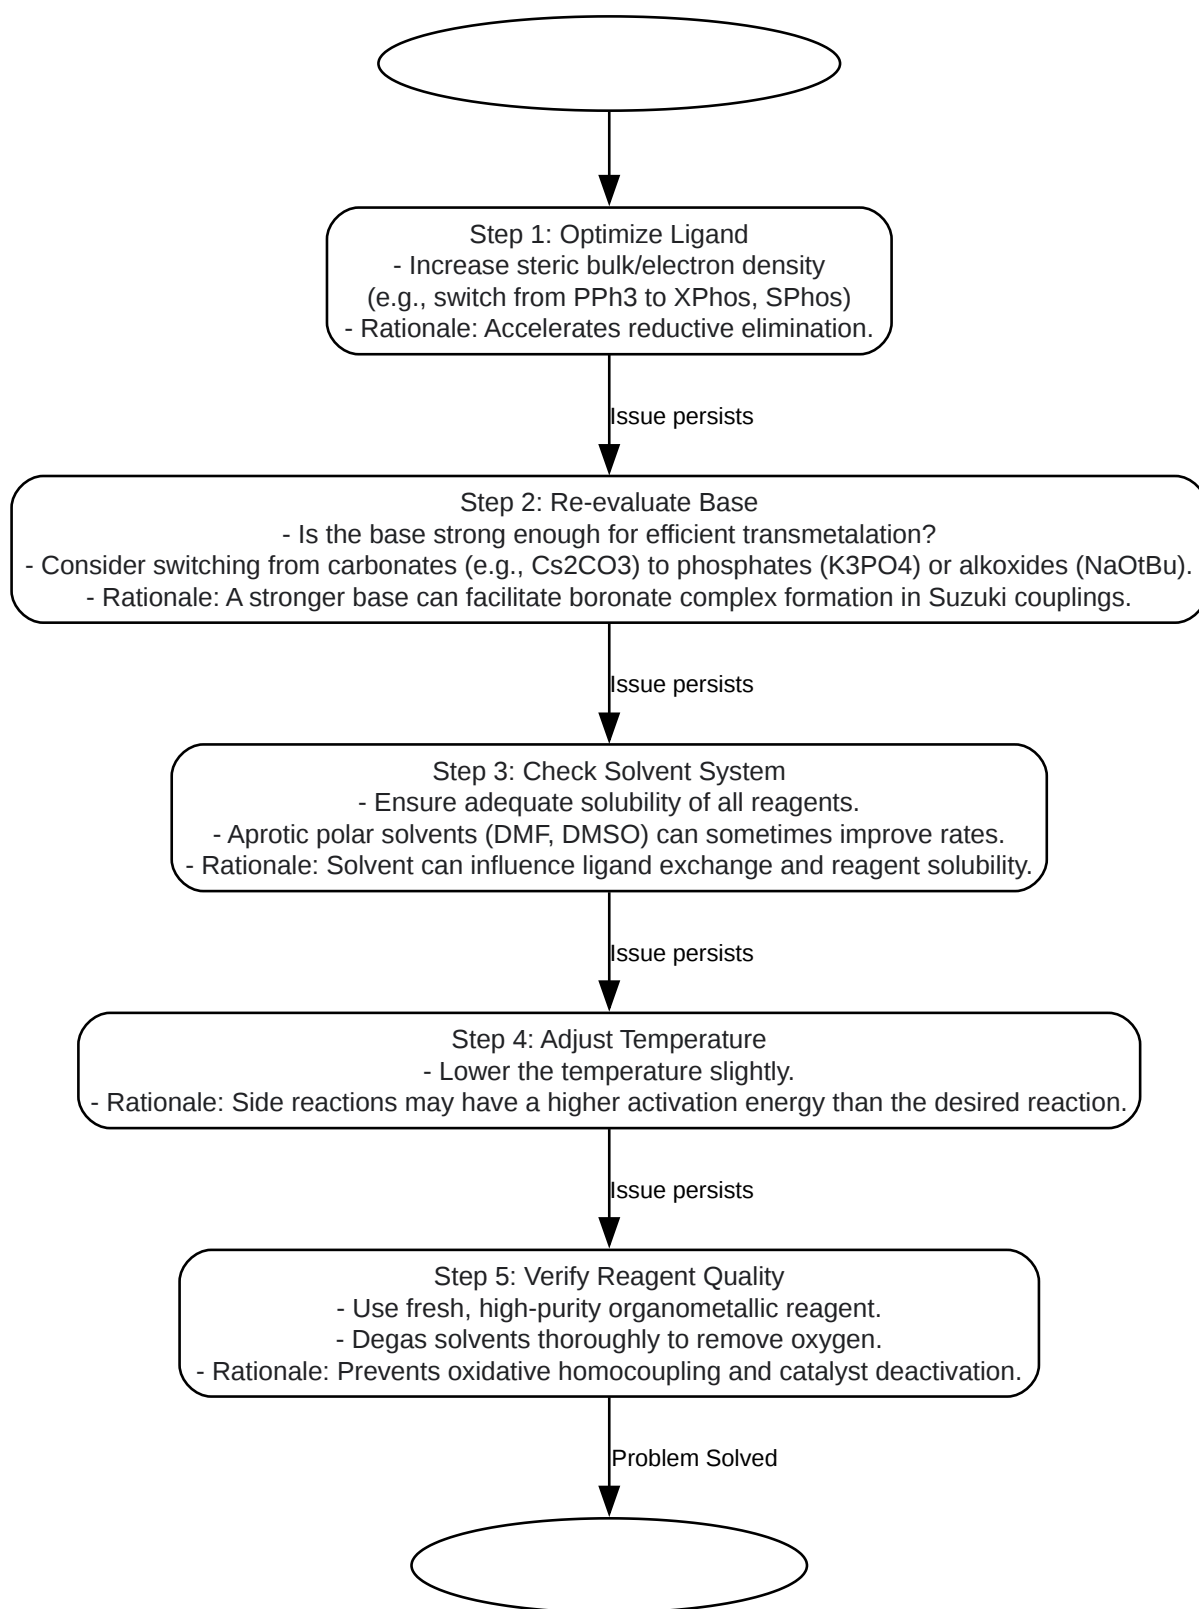 Step 1: Optimize Ligand
- Increase steric bulk/electron density
(e.g., switch from PPh3 to XPhos, SPhos)
- Rationale: Accelerates reductive elimination.
Issue persists
Step 2: Re-evaluate Base
- Is the base strong enough for efficient transmetalation?
- Consider switching from carbonates (e.g., Cs2CO3) to phosphates (K3PO4) or alkoxides (NaOtBu).
- Rationale: A stronger base can facilitate boronate complex formation in Suzuki couplings.
Issue persists
Step 3: Check Solvent System
- Ensure adequate solubility of all reagents.
- Aprotic polar solvents (DMF, DMSO) can sometimes improve rates.
- Rationale: Solvent can influence ligand exchange and reagent solubility.
Issue persists
Step 4: Adjust Temperature
- Lower the temperature slightly.
- Rationale: Side reactions may have a higher activation energy than the desired reaction.
Issue persists
Step 5: Verify Reagent Quality
- Use fresh, high-purity organometallic reagent.
- Degas solvents thoroughly to remove oxygen.
- Rationale: Prevents oxidative homocoupling and catalyst deactivation.
Problem Solved